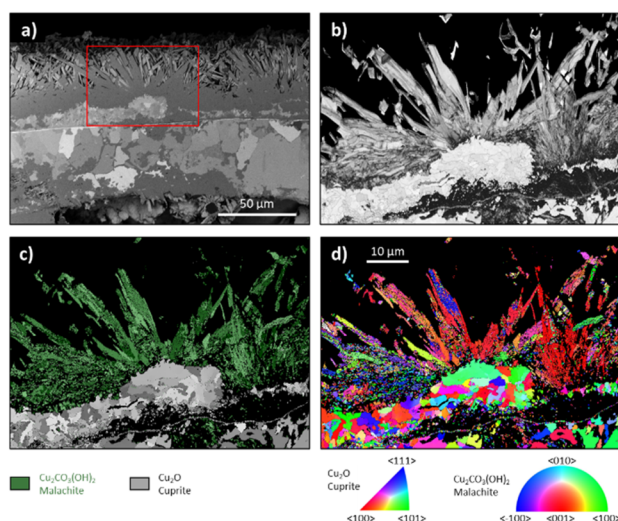 a)
50 µm
b)
c)
d)
10 µm
Cu₂CO₃(OH)₂
Malachite
Cu₂O
Cuprite
Cu₂O
Cuprite
<111>
<100>
<101>
Cu₂CO₃(OH)₂
Malachite
<010>
<-100>
<001>
<100>